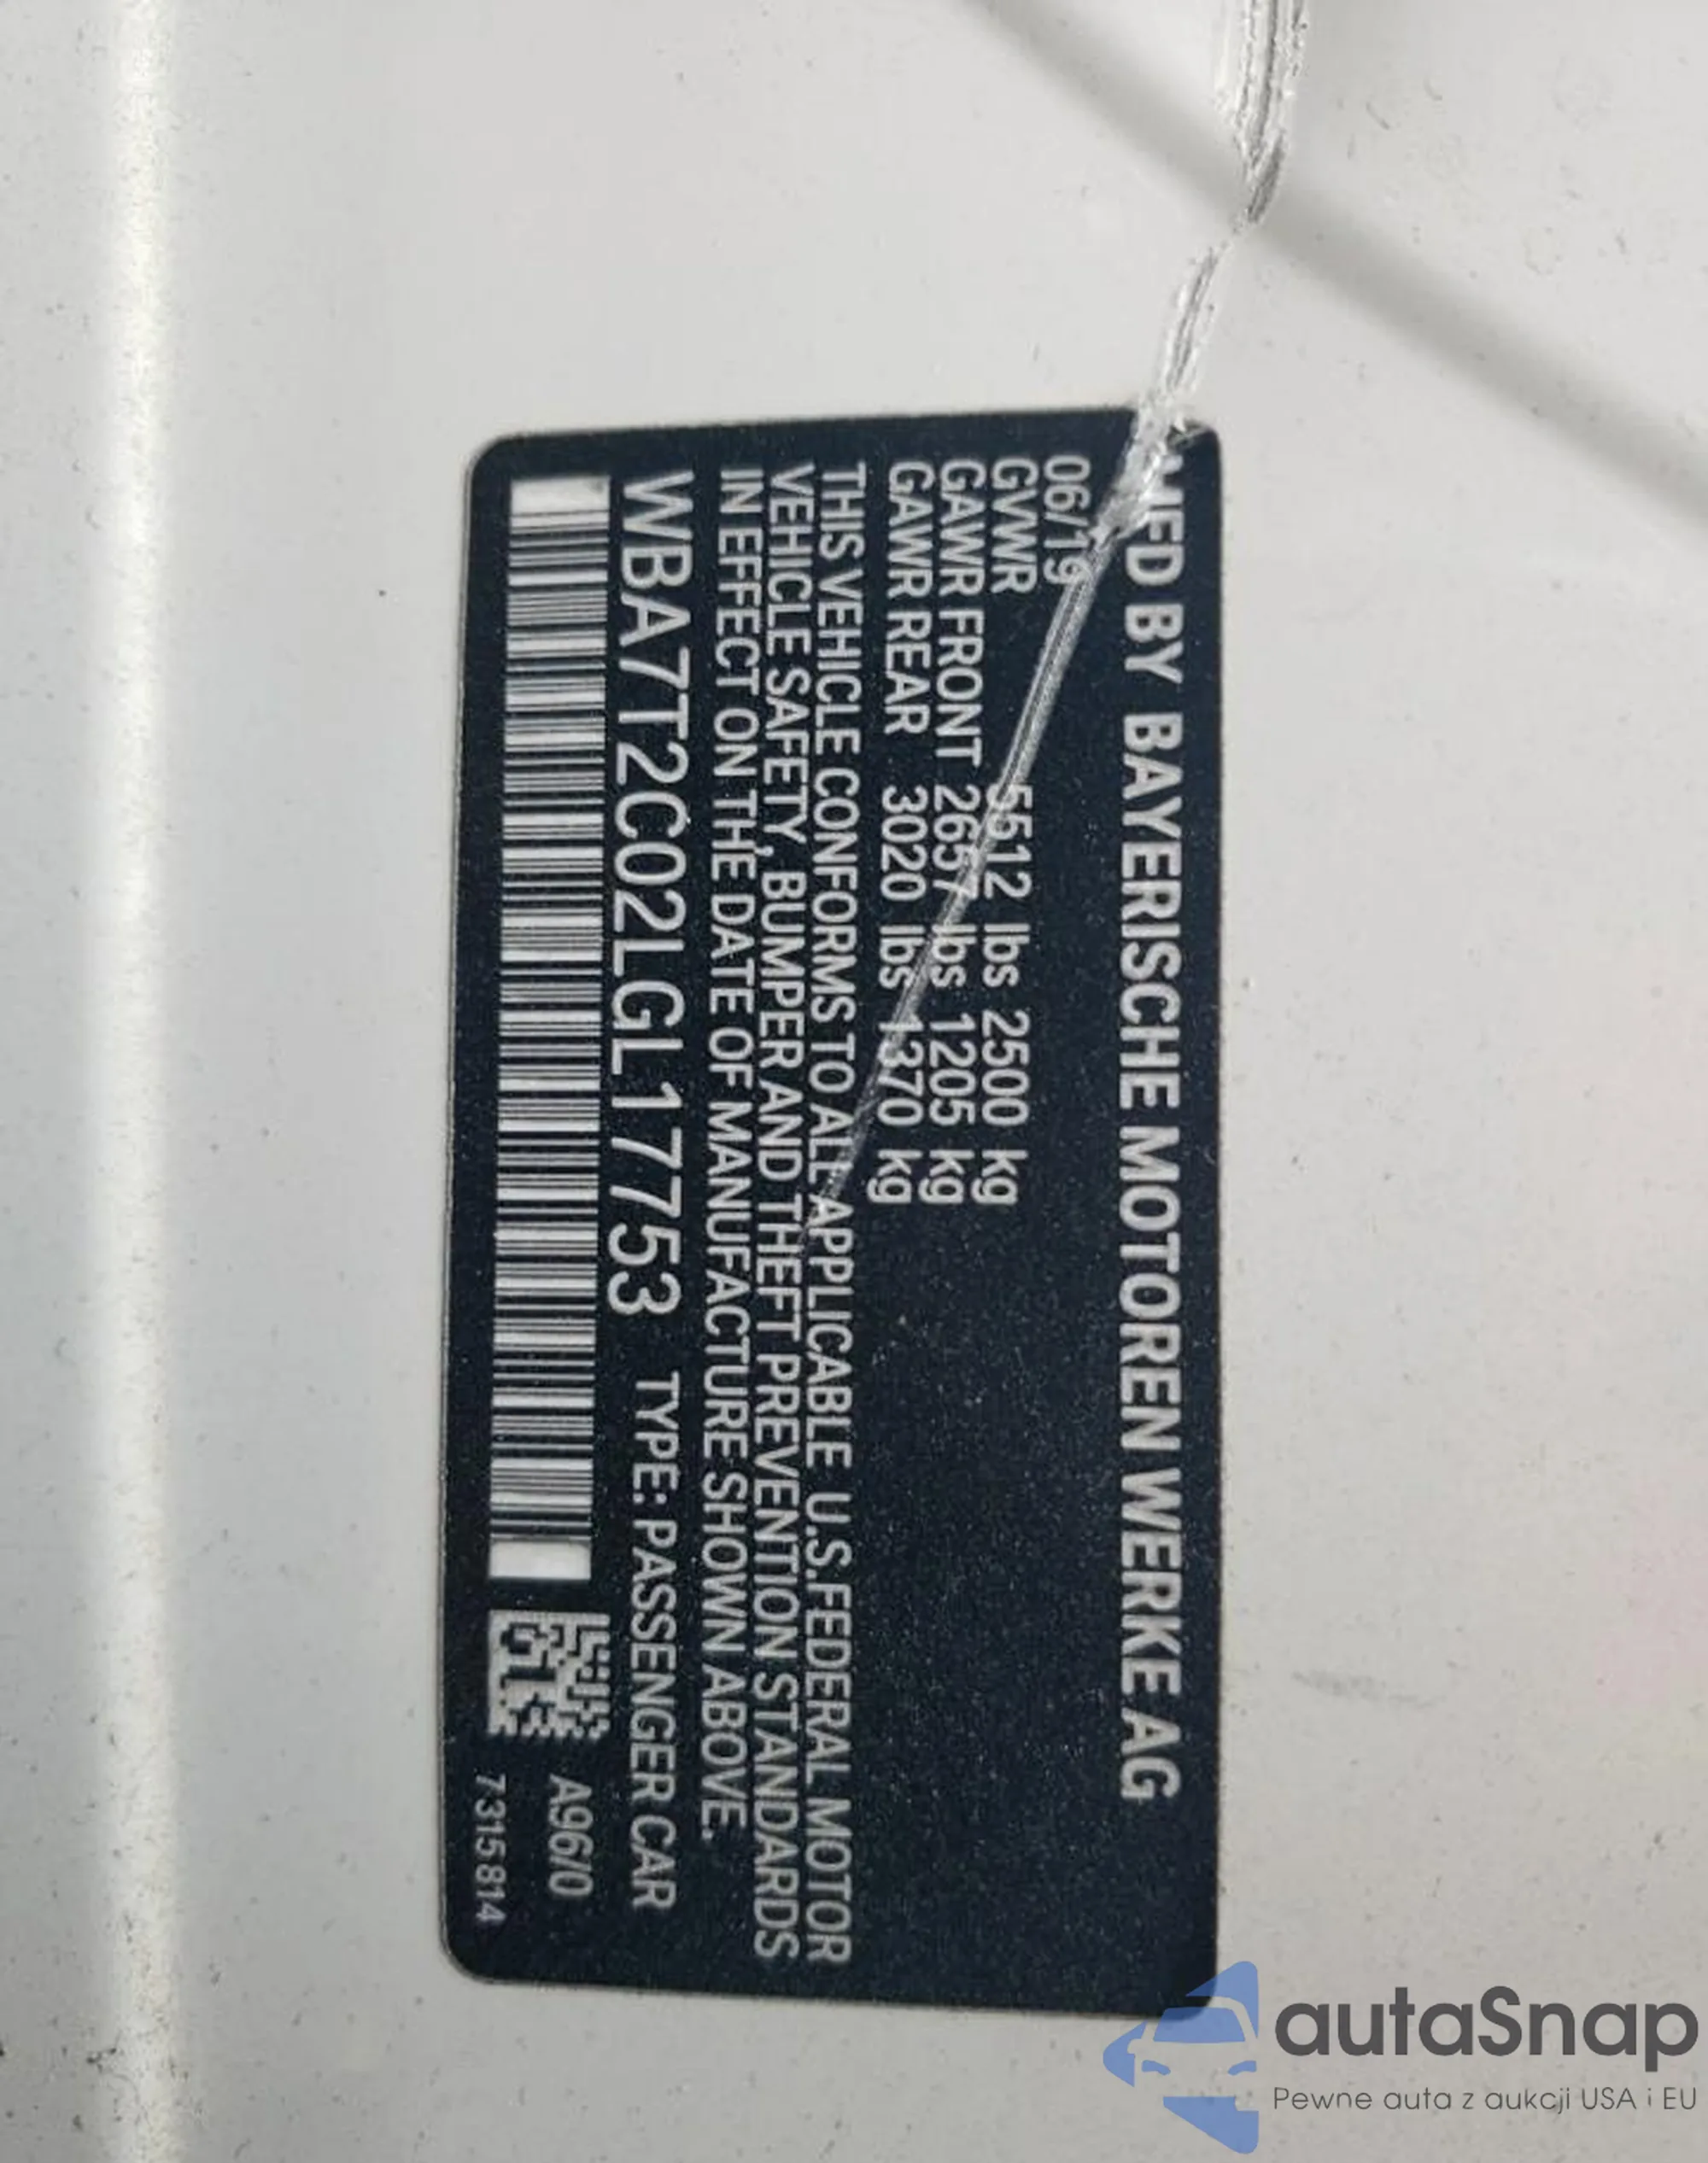 MFD BY BAYERISCHE MOTOREN WERKE AG
06/19
GVWR 5512 lbs 2500 kg
GAWR FRONT 2657 lbs 1205 kg
GAWR REAR 3020 lbs 1370 kg
THIS VEHICLE CONFORMS TO ALL APPLICABLE U.S.FEDERAL MOTOR
VEHICLE SAFETY, BUMPER AND THEFT PREVENTION STANDARDS
IN EFFECT ON THE DATE OF MANUFACTURE SHOWN ABOVE.
WBA7T2C02LGL17753 TYPE: PASSENGER CAR
A96/0
7315814
autaSnap
Pewne auta z aukcji USA i EU